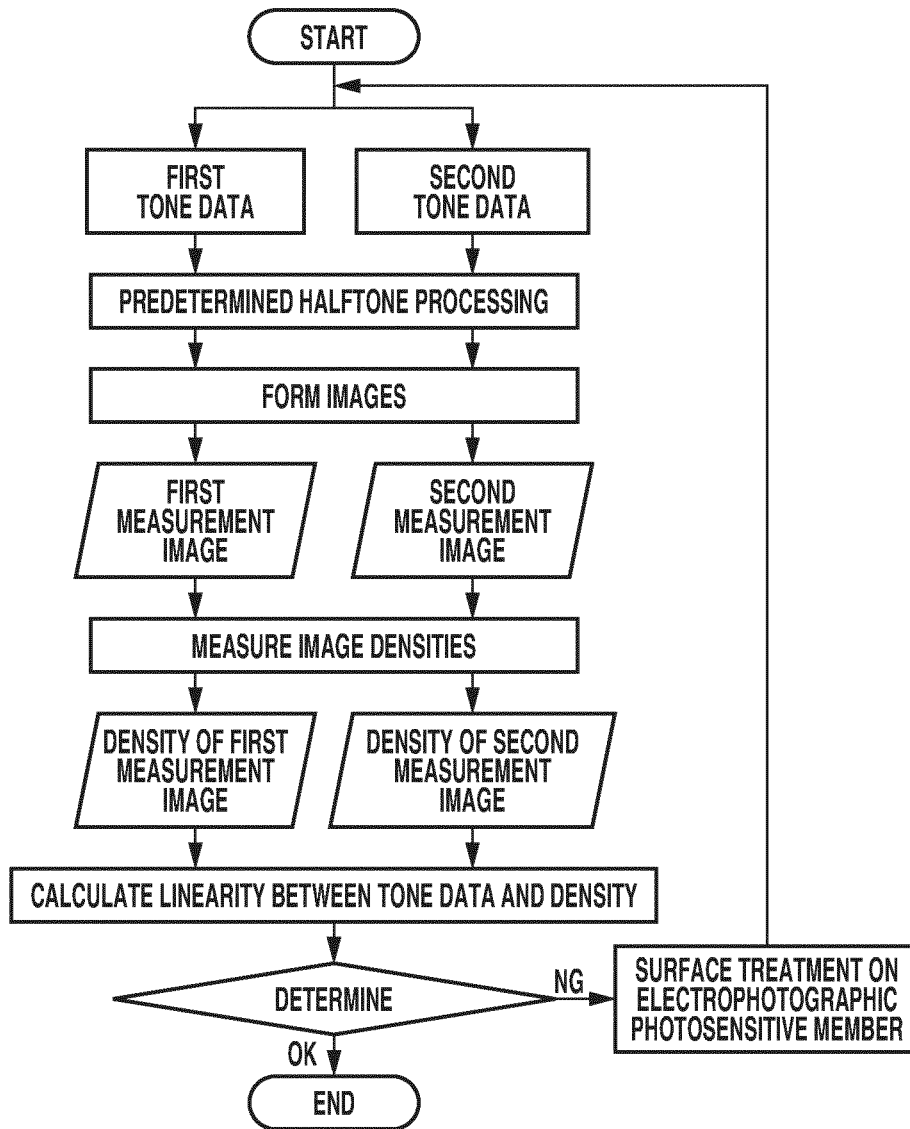 START
FIRST
TONE DATA
SECOND
TONE DATA
PREDETERMINED HALFTONE PROCESSING
FORM IMAGES
FIRST
MEASUREMENT
IMAGE
SECOND
MEASUREMENT
IMAGE
MEASURE IMAGE DENSITIES
DENSITY OF FIRST
MEASUREMENT
IMAGE
DENSITY OF SECOND
MEASUREMENT
IMAGE
CALCULATE LINEARITY BETWEEN TONE DATA AND DENSITY
DETERMINE
NG
SURFACE TREATMENT ON
ELECTROPHOTOGRAPHIC
PHOTOSENSITIVE MEMBER
OK
END